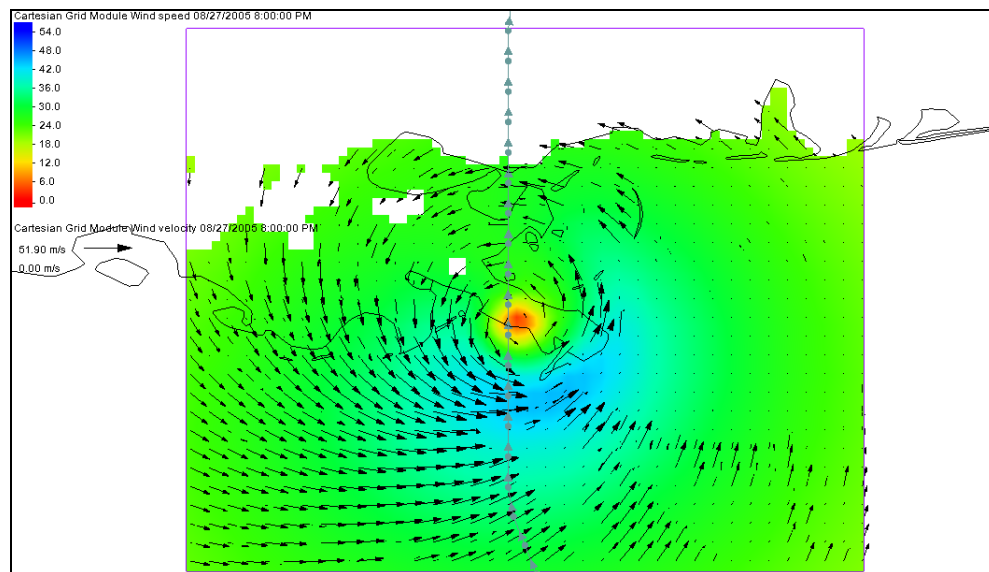 Cartesian Grid Module Wind speed 08/27/2005 8:00:00 PM
54.0
48.0
42.0
36.0
30.0
24.0
18.0
12.0
6.0
0.0
Cartesian Grid Module Wind velocity 08/27/2005 8:00:00 PM
51.90 m/s
0.00 m/s